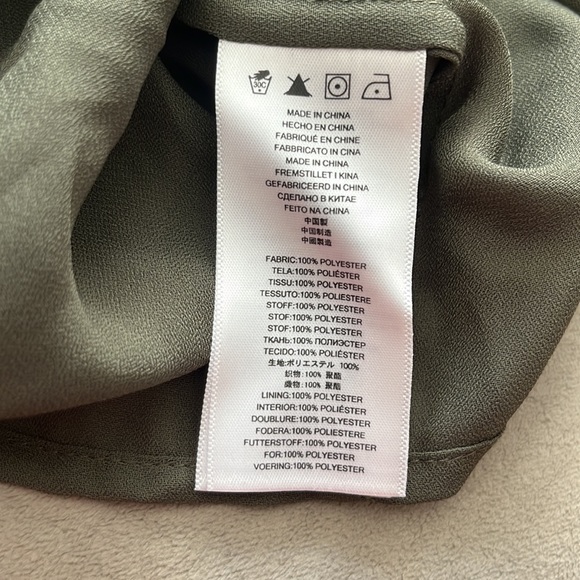 30C
MADE IN CHINA
HECHO EN CHINA
FABRIQUÉ EN CHINE
FABBRICATO IN CINA
MADE IN CHINA
FREMSTILLET I KINA
GEFABRICEERD IN CHINA
СДЕЛАНО В КИТАЕ
FEITO NA CHINA
中国製
中国制造
中國製造
FABRIC:100% POLYESTER
TELA:100% POLIÉSTER
TISSU:100% POLYESTER
TESSUTO:100% POLIESTERE
STOFF:100% POLYESTER
STOF:100% POLYESTER
STOF:100% POLYESTER
ТКАНЬ:100% ПОЛИЭСТЕР
TECIDO:100% POLIÉSTER
生地:ポリエステル 100%
织物:100% 聚酯
織物:100% 聚酯
LINING:100% POLYESTER
INTERIOR:100% POLIÉSTER
DOUBLURE:100% POLYESTER
FODERA:100% POLIESTERE
FUTTERSTOFF:100% POLYESTER
FOR:100% POLYESTER
VOERING:100% POLYESTER